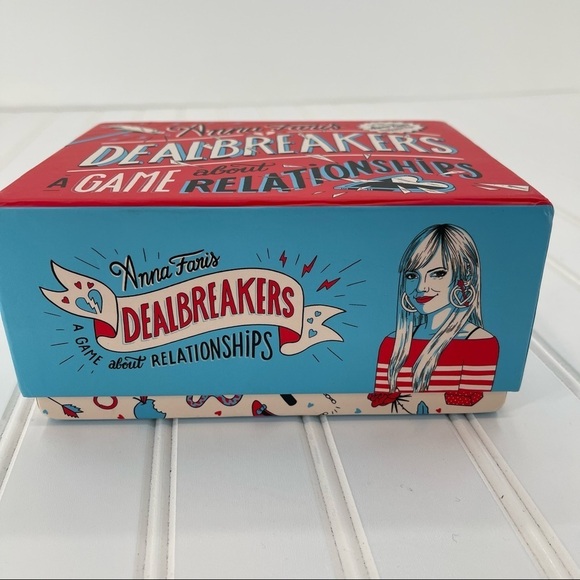 Anna Faris
DEALBREAKERS
A GAME about RELATIONSHIPS
Anna Faris
DEALBREAKERS
A GAME about RELATIONSHIPS